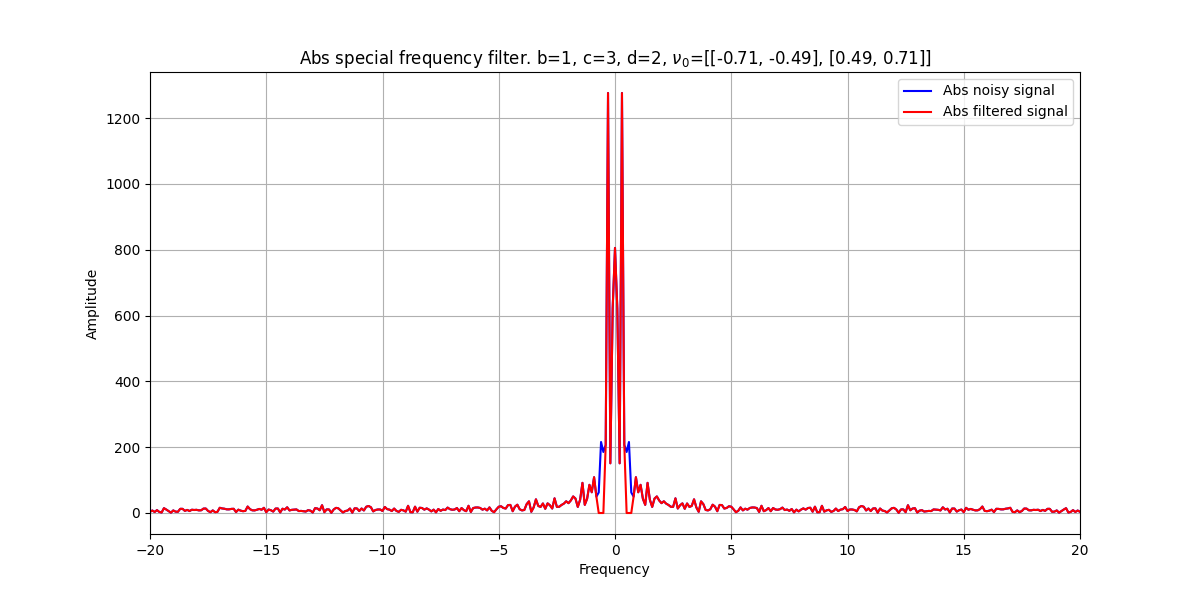 Abs special frequency filter. b=1, c=3, d=2, ν₀=[[-0.71, -0.49], [0.49, 0.71]]
Abs noisy signal
Abs filtered signal
Amplitude
1200
1000
800
600
400
200
0
−20 −15 −10 −5 0 5 10 15 20
Frequency